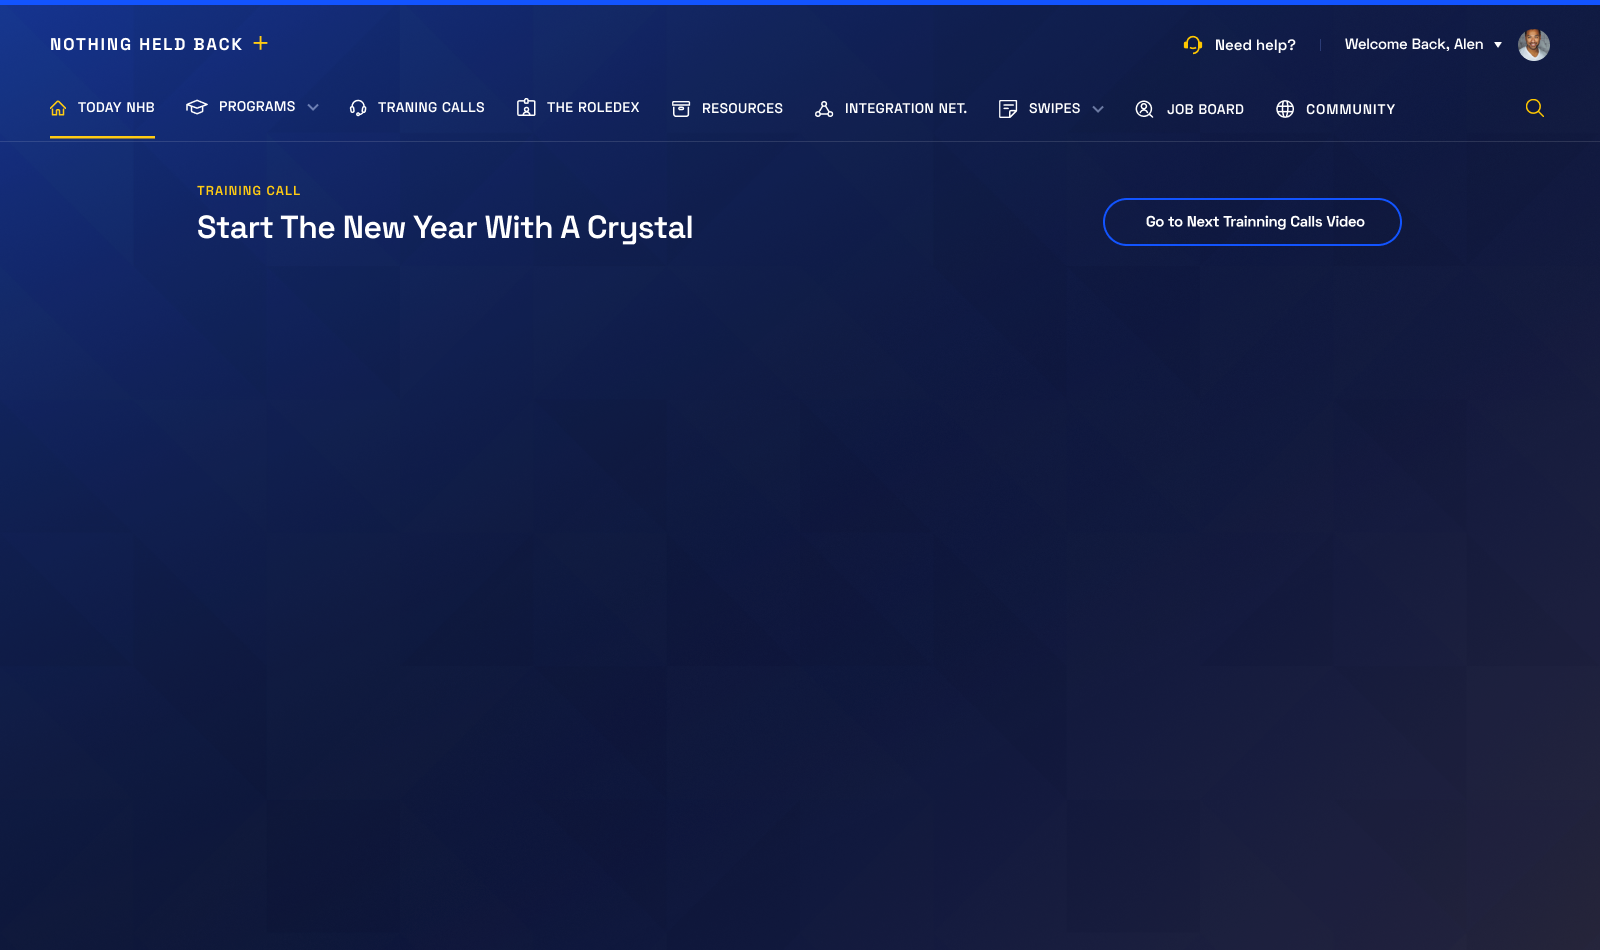 NOTHING HELD BACK +
Need help?
Welcome Back, Alen
TODAY NHB
PROGRAMS
TRANING CALLS
THE ROLEDEX
RESOURCES
INTEGRATION NET.
SWIPES
JOB BOARD
COMMUNITY
TRAINING CALL
Start The New Year With A Crystal
Go to Next Trainning Calls Video